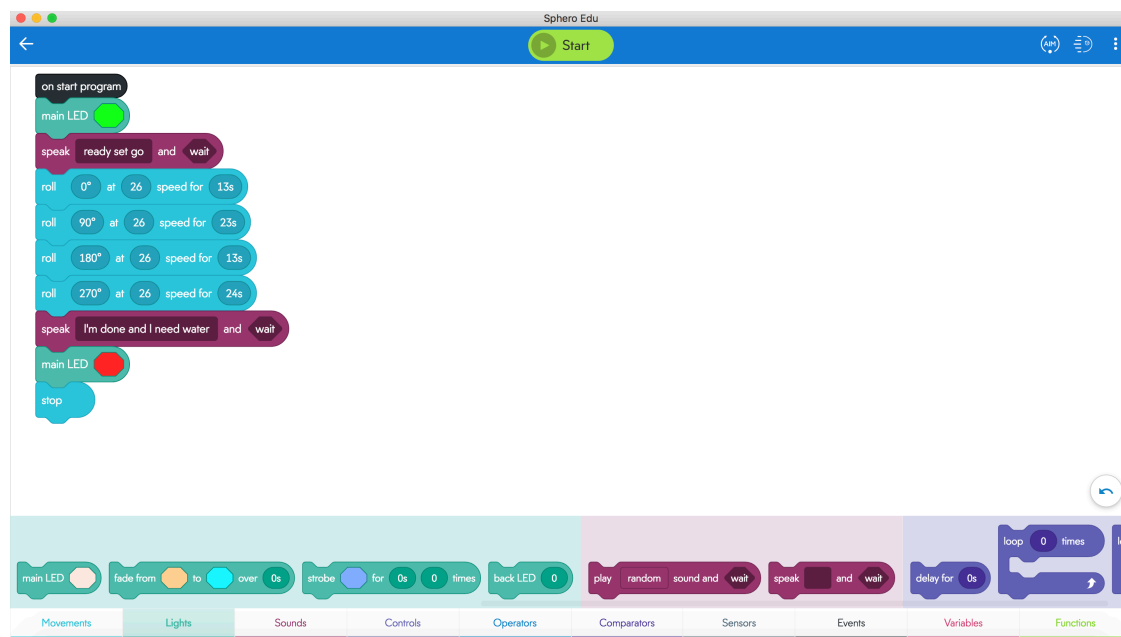 Sphero Edu
Start
AIM
on start program
main LED
speak ready set go and wait
roll 0° at 26 speed for 13s
roll 90° at 26 speed for 23s
roll 180° at 26 speed for 13s
roll 270° at 26 speed for 24s
speak I'm done and I need water and wait
main LED
stop
loop 0 times
main LED fade from to over 0s strobe for 0s 0 times back LED 0 play random sound and wait speak and wait delay for 0s
Movements Lights Sounds Controls Operators Comparators Sensors Events Variables Functions